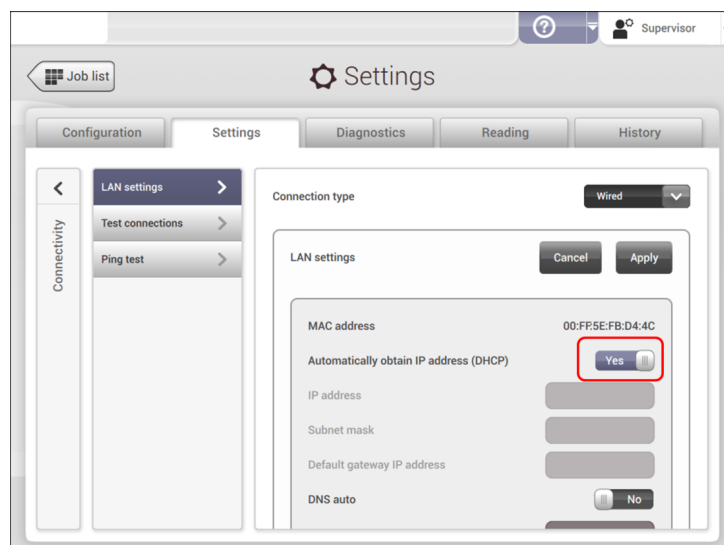 ? Supervisor
Job list
Settings
Configuration Settings Diagnostics Reading History
Connectivity
LAN settings
Test connections
Ping test
Connection type Wired
LAN settings Cancel Apply
MAC address 00:FF:5E:FB:D4:4C
Automatically obtain IP address (DHCP) Yes
IP address
Subnet mask
Default gateway IP address
DNS auto No